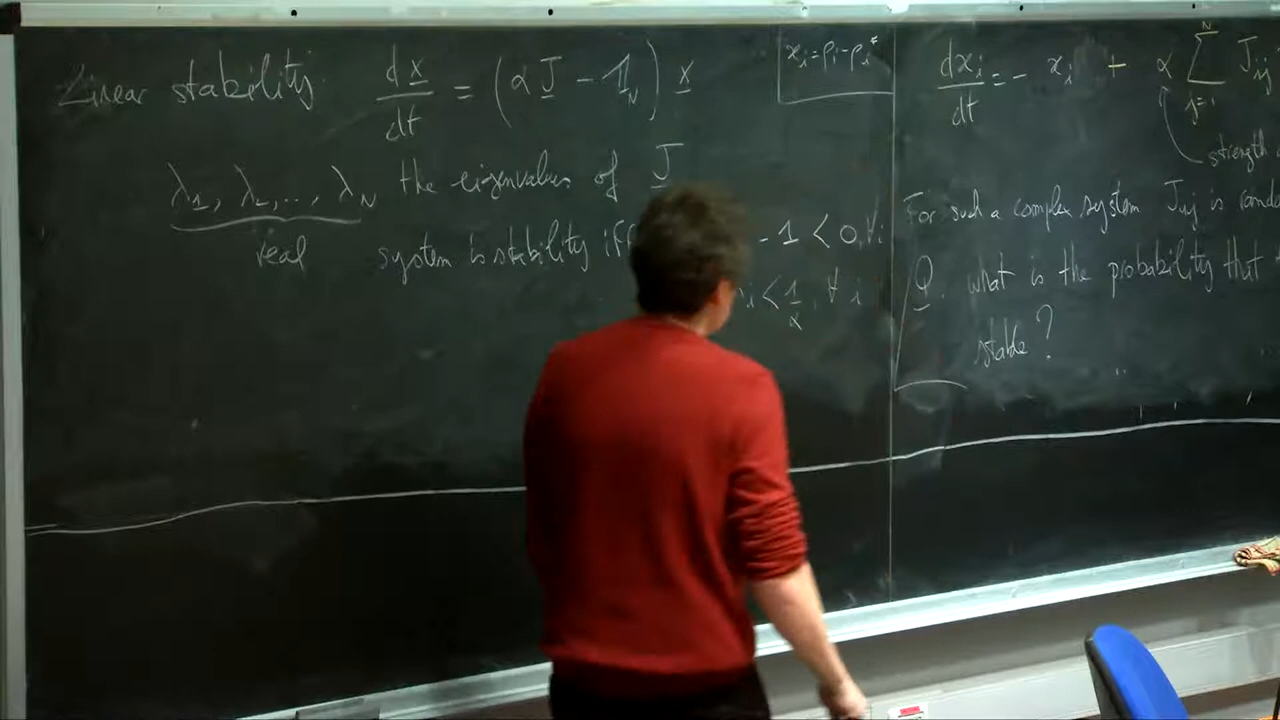 Linear stability: dx/dt = (α J - 1_N) x
x_i = ρ_i - ρ_i*
λ_1, λ_2, .., λ_N the eigenvalues of J
real
system is stability iff - 1 < 0, ∀i
λ_i < 1/α, ∀ i
dx_i/dt = - x_i + α ∑_{j=1}^N J_ij
strength
For such a complex system J_ij is
Q. what is the probability that
stable?